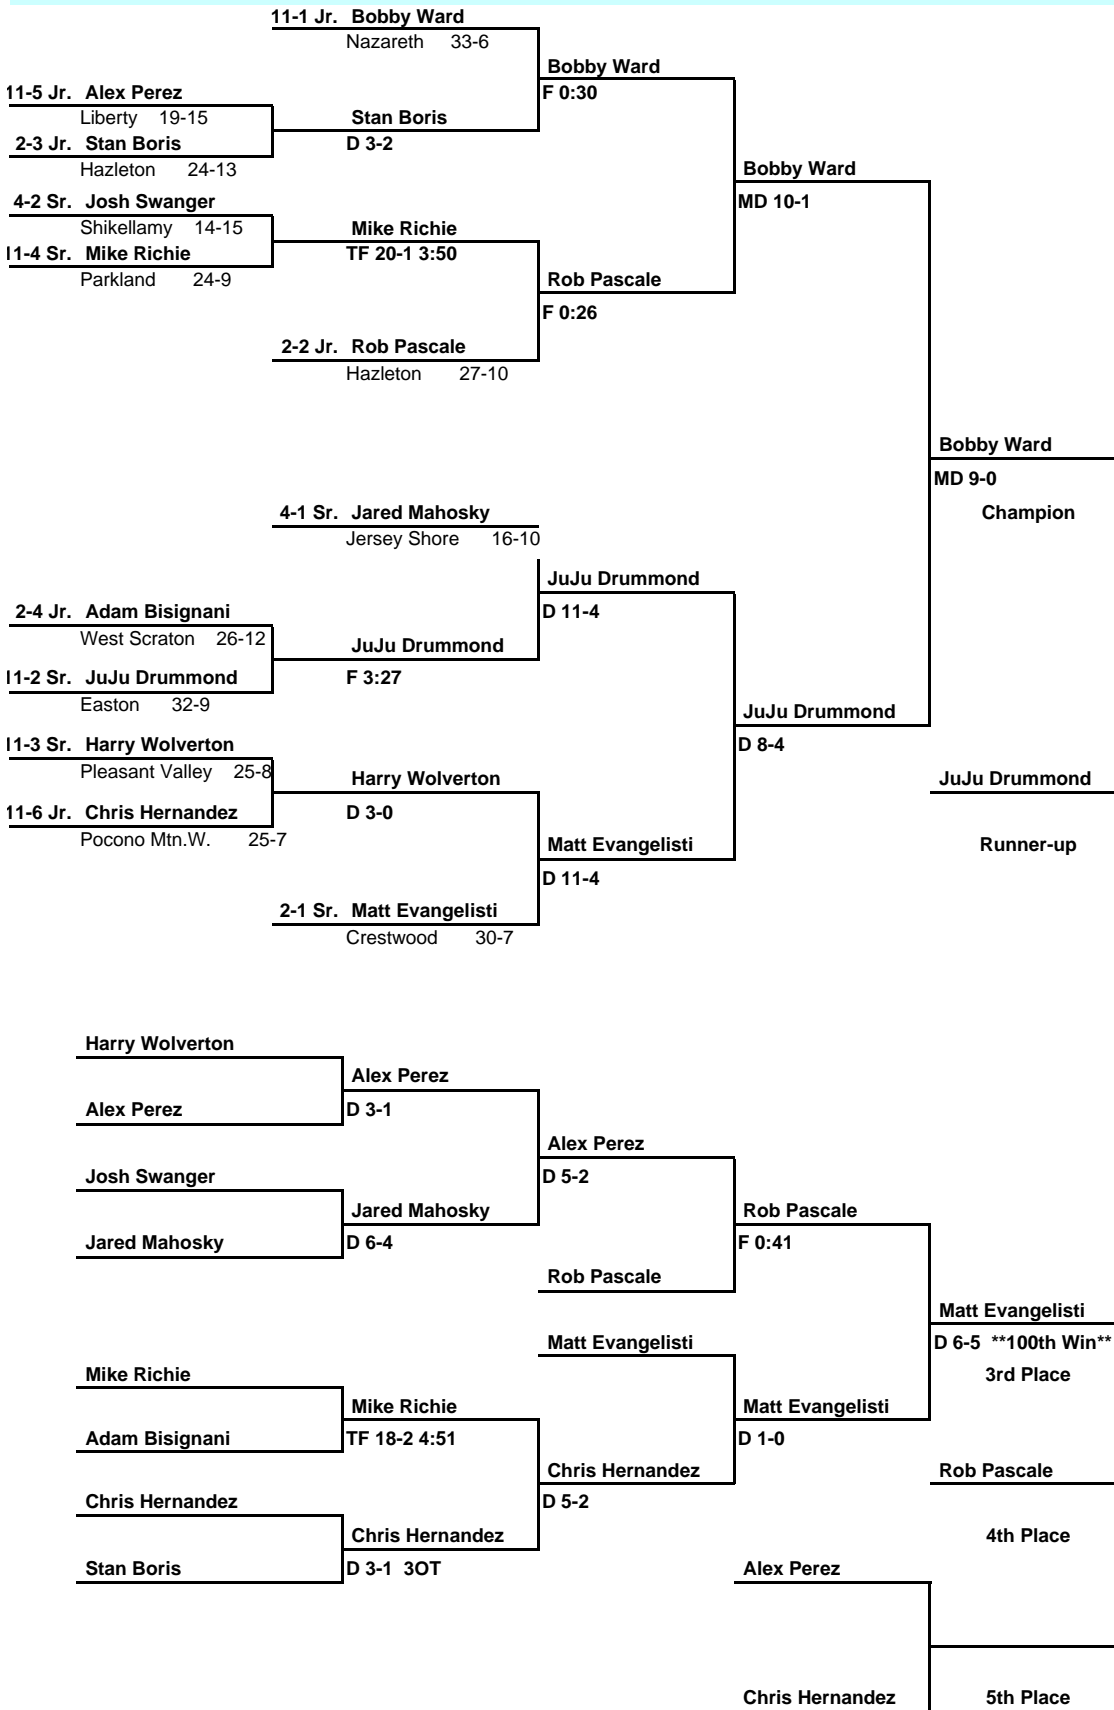 11-1 Jr. Bobby Ward
Nazareth 33-6
Bobby Ward
11-5 Jr. Alex Perez
F 0:30
Liberty 19-15
Stan Boris
2-3 Jr. Stan Boris
D 3-2
Hazleton 24-13
Bobby Ward
4-2 Sr. Josh Swanger
MD 10-1
Shikellamy 14-15
Mike Richie
11-4 Sr. Mike Richie
TF 20-1 3:50
Parkland 24-9
Rob Pascale
F 0:26
2-2 Jr. Rob Pascale
Hazleton 27-10
Bobby Ward
MD 9-0
4-1 Sr. Jared Mahosky
Champion
Jersey Shore 16-10
JuJu Drummond
2-4 Jr. Adam Bisignani
D 11-4
West Scraton 26-12
JuJu Drummond
11-2 Sr. JuJu Drummond
F 3:27
Easton 32-9
JuJu Drummond
11-3 Sr. Harry Wolverton
D 8-4
Pleasant Valley 25-8
Harry Wolverton
JuJu Drummond
11-6 Jr. Chris Hernandez
D 3-0
Pocono Mtn.W. 25-7
Matt Evangelisti
Runner-up
D 11-4
2-1 Sr. Matt Evangelisti
Crestwood 30-7
Harry Wolverton
Alex Perez
Alex Perez
D 3-1
Alex Perez
Josh Swanger
D 5-2
Jared Mahosky
Rob Pascale
Jared Mahosky
D 6-4
F 0:41
Rob Pascale
Matt Evangelisti
Matt Evangelisti
D 6-5 **100th Win**
Mike Richie
3rd Place
Mike Richie
Matt Evangelisti
Adam Bisignani
TF 18-2 4:51
D 1-0
Chris Hernandez
Rob Pascale
Chris Hernandez
D 5-2
Chris Hernandez
4th Place
Stan Boris
D 3-1 3OT
Alex Perez
Chris Hernandez
5th Place